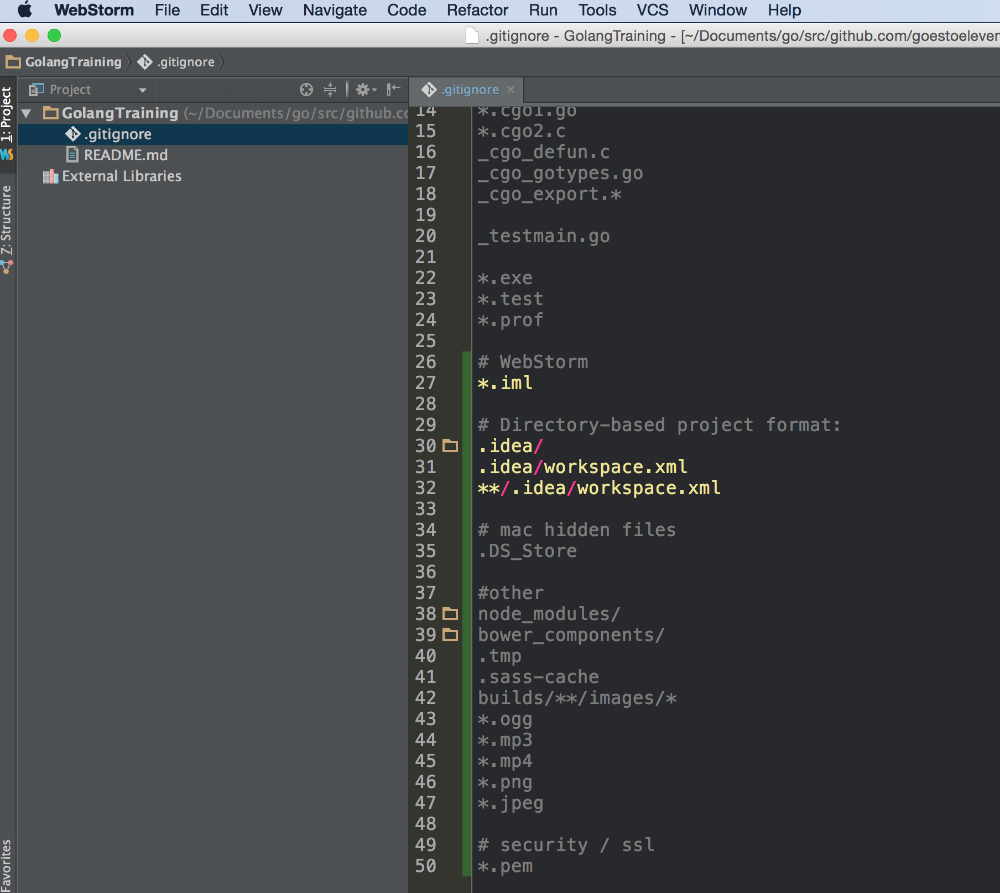 WebStorm File Edit View Navigate Code Refactor Run Tools VCS Window Help
.gitignore - GolangTraining - [~/Documents/go/src/github.com/goestoeleven
GolangTraining .gitignore
1: Project
7: Structure
Favorites
Project
GolangTraining (~/Documents/go/src/github.co
.gitignore
README.md
External Libraries
.gitignore
14 *.cgo1.go
15 *.cgo2.c
16 _cgo_defun.c
17 _cgo_gotypes.go
18 _cgo_export.*
19
20 _testmain.go
21
22 *.exe
23 *.test
24 *.prof
25
26 # WebStorm
27 *.iml
28
29 # Directory-based project format:
30 .idea/
31 .idea/workspace.xml
32 **/.idea/workspace.xml
33
34 # mac hidden files
35 .DS_Store
36
37 #other
38 node_modules/
39 bower_components/
40 .tmp
41 .sass-cache
42 builds/**/images/*
43 *.ogg
44 *.mp3
45 *.mp4
46 *.png
47 *.jpeg
48
49 # security / ssl
50 *.pem